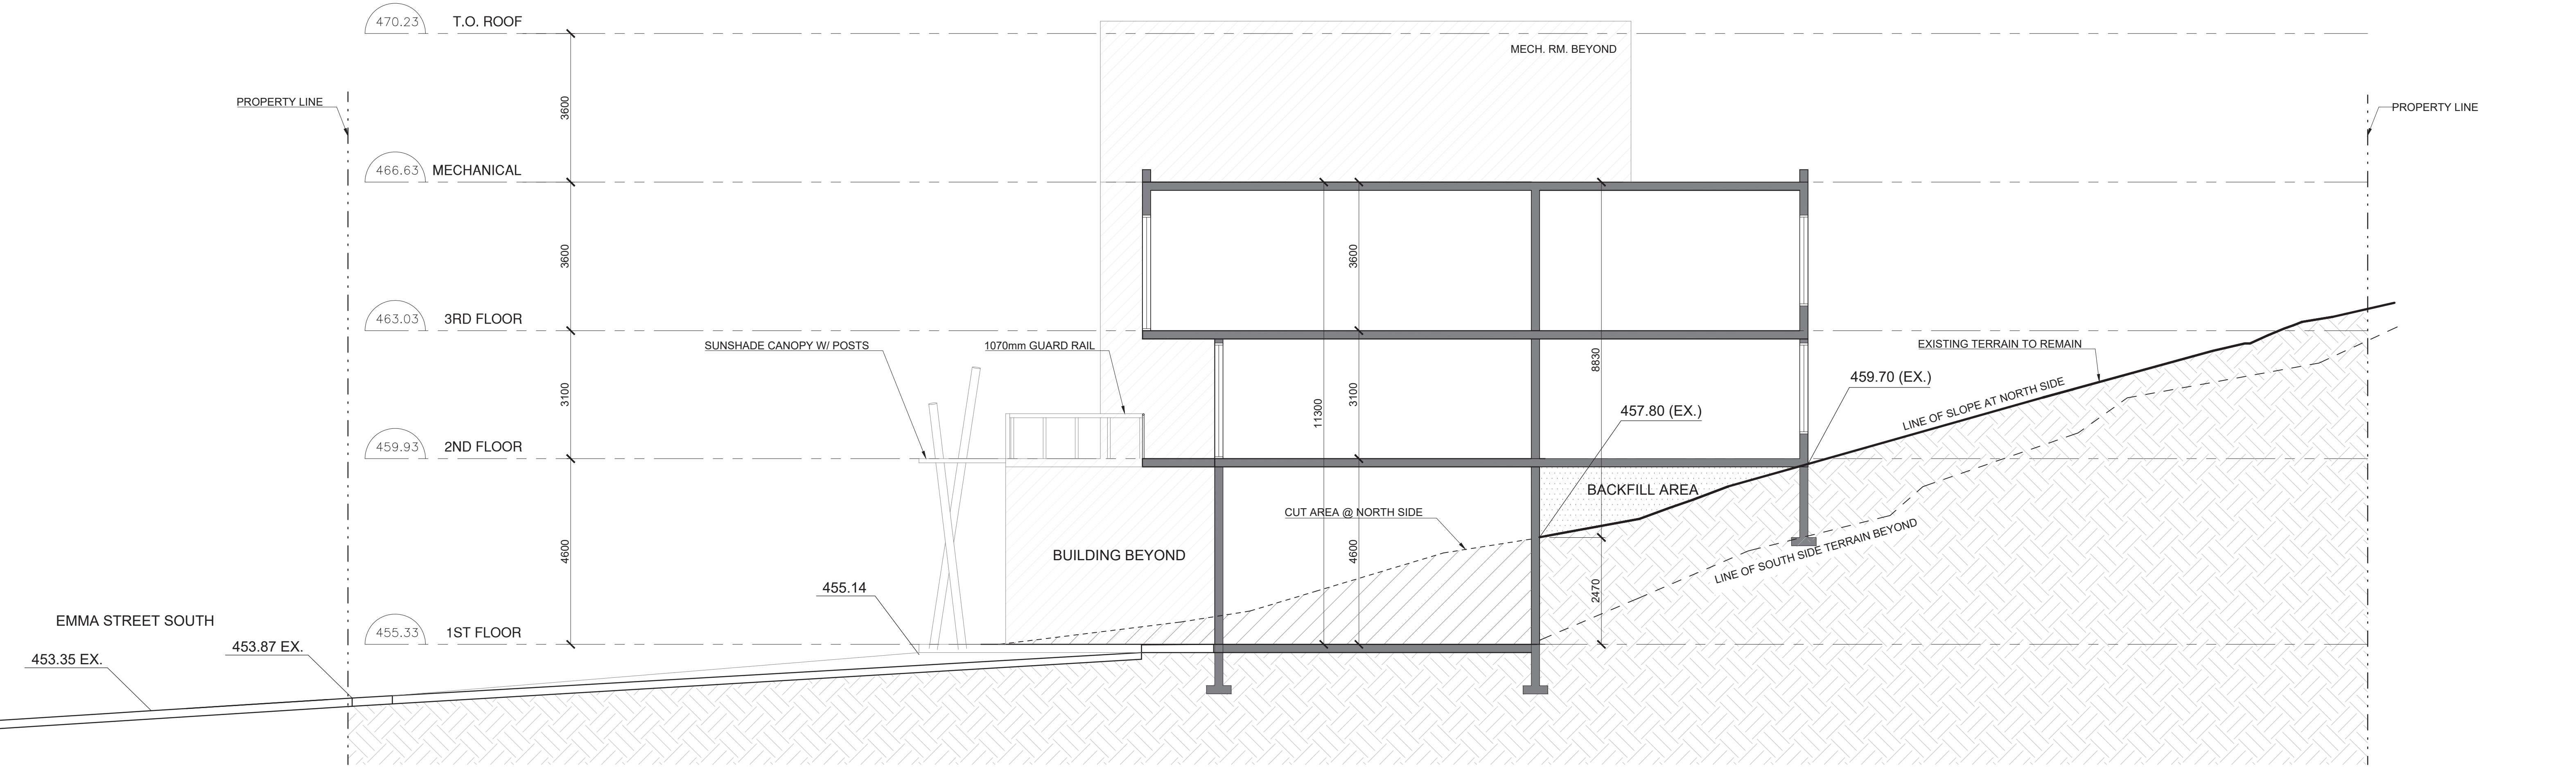 470.23 T.O. ROOF
MECH. RM. BEYOND
PROPERTY LINE
3600
PROPERTY LINE
466.63 MECHANICAL
3600
3600
463.03 3RD FLOOR
SUNSHADE CANOPY W/ POSTS
1070mm GUARD RAIL
EXISTING TERRAIN TO REMAIN
8830
459.70 (EX.)
LINE OF SLOPE AT NORTH SIDE
3100
3100
11300
457.80 (EX.)
459.93 2ND FLOOR
BACKFILL AREA
CUT AREA @ NORTH SIDE
4600
BUILDING BEYOND
4600
LINE OF SOUTH SIDE TERRAIN BEYOND
455.14
2470
EMMA STREET SOUTH
455.33 1ST FLOOR
453.87 EX.
453.35 EX.